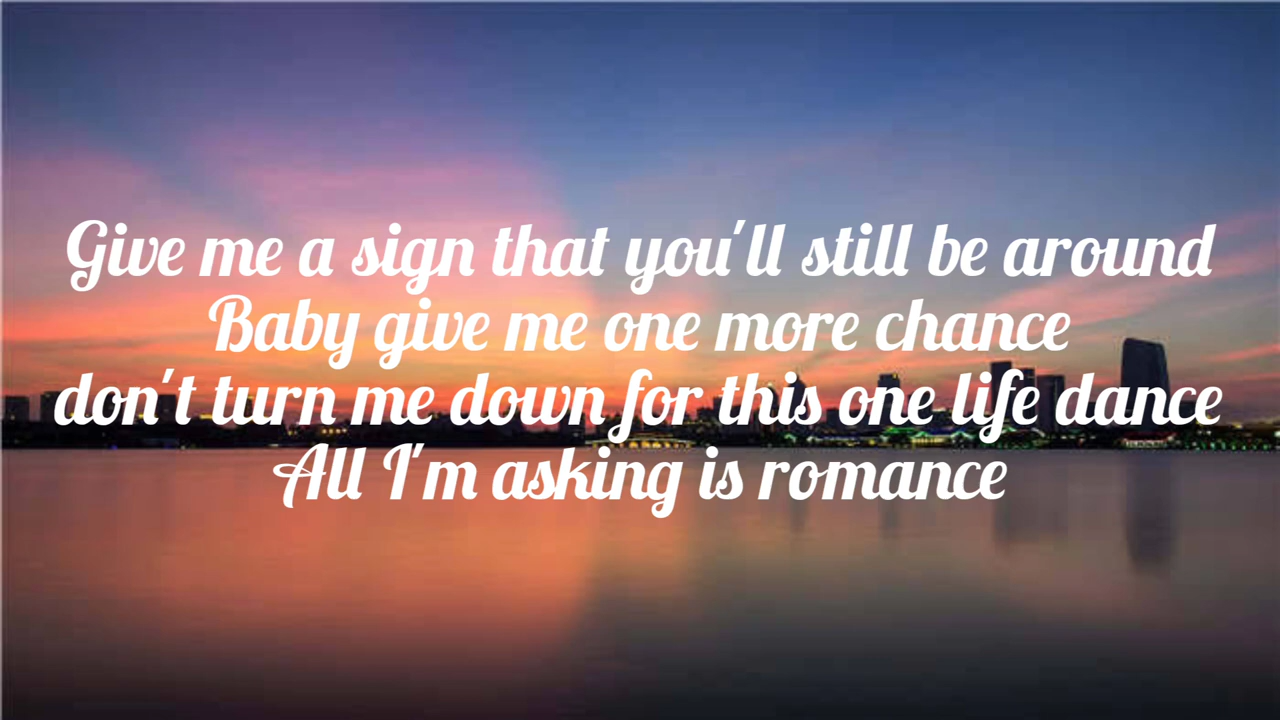 Give me a sign that you'll still be around
Baby give me one more chance
don't turn me down for this one life dance
All I'm asking is romance